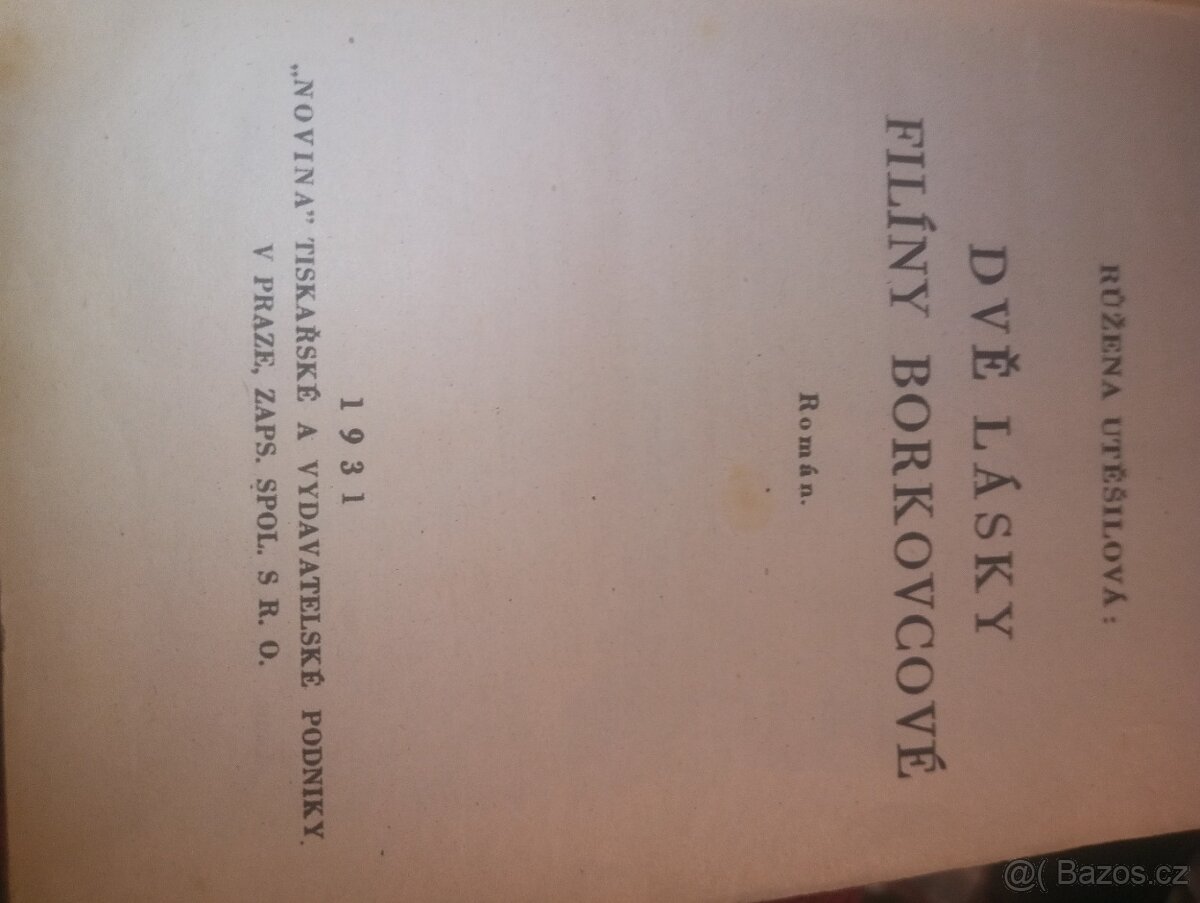 RŮŽENA UTĚŠILOVÁ:
DVĚ LÁSKY
FILÍNY BORKOVCOVÉ
Román.
1931
„NOVINA” TISKAŘSKÉ A VYDAVATELSKÉ PODNIKY.
V PRAZE, ZAPS. SPOL. S R. O.
@( Bazos.cz